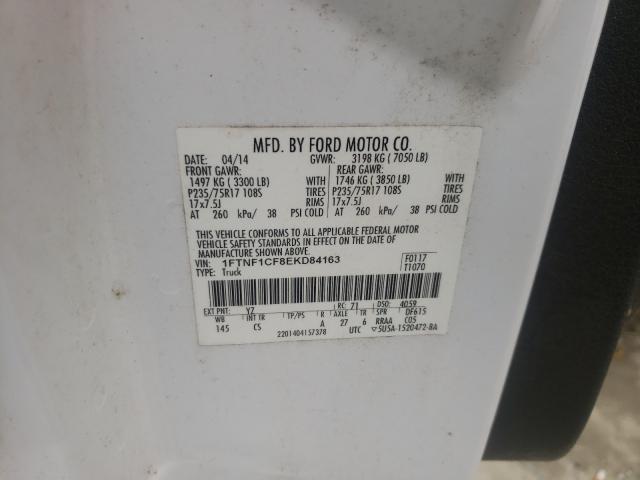 MFD. BY FORD MOTOR CO.
DATE: 04/14 GVWR: 3198 KG ( 7050 LB)
FRONT GAWR: REAR GAWR:
1497 KG ( 3300 LB) WITH 1746 KG ( 3850 LB) WITH
P235/75R17 108S TIRES P235/75R17 108S TIRES
17x7.5J RIMS 17x7.5J RIMS
AT 260 kPa/ 38 PSI COLD AT 260 kPa/ 38 PSI COLD
THIS VEHICLE CONFORMS TO ALL APPLICABLE FEDERAL MOTOR
VEHICLE SAFETY STANDARDS IN EFFECT ON THE DATE OF
MANUFACTURE SHOWN ABOVE.
VIN: 1FTNF1CF8EKD84163 F0117
TYPE: Truck T1070
EXT PNT: YZ RC: 71 DSO: 4059
WB INT TR TP/PS R AXLE TR SPR DF615
145 CS A 27 6 RRAA C05
2201404157378 UTC ▽5U5A-1520472-BA